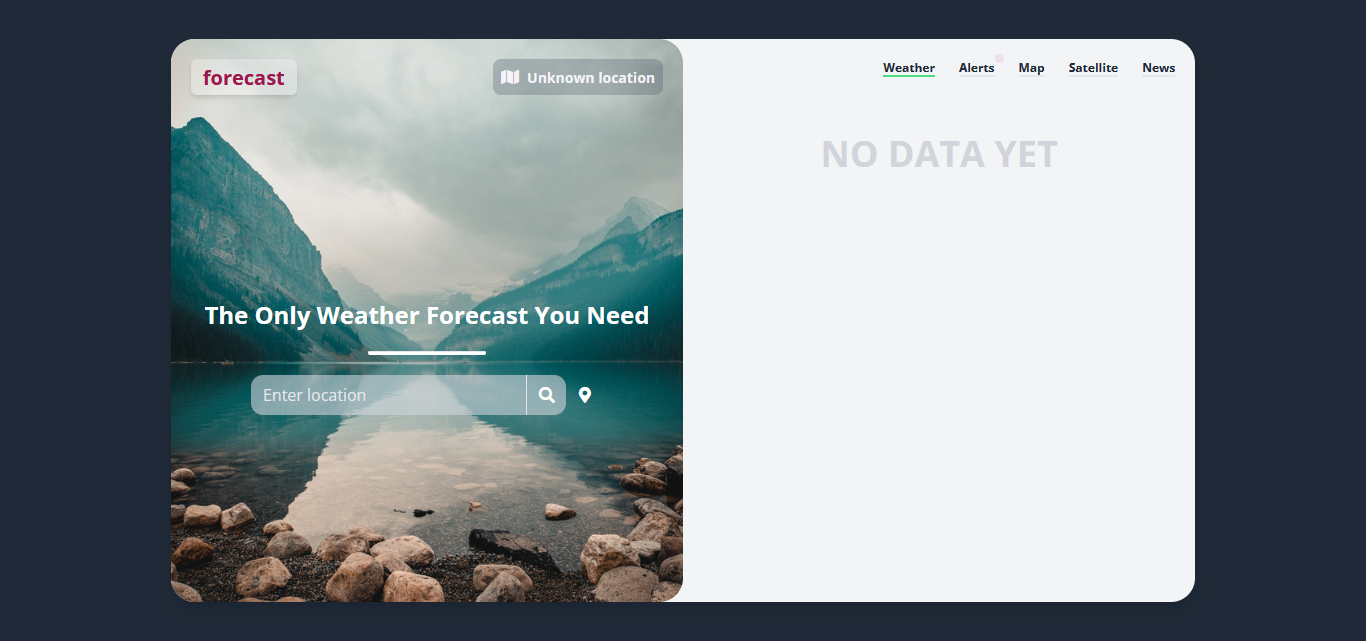 forecast
Unknown location
The Only Weather Forecast You Need
Enter location
Weather Alerts Map Satellite News
NO DATA YET